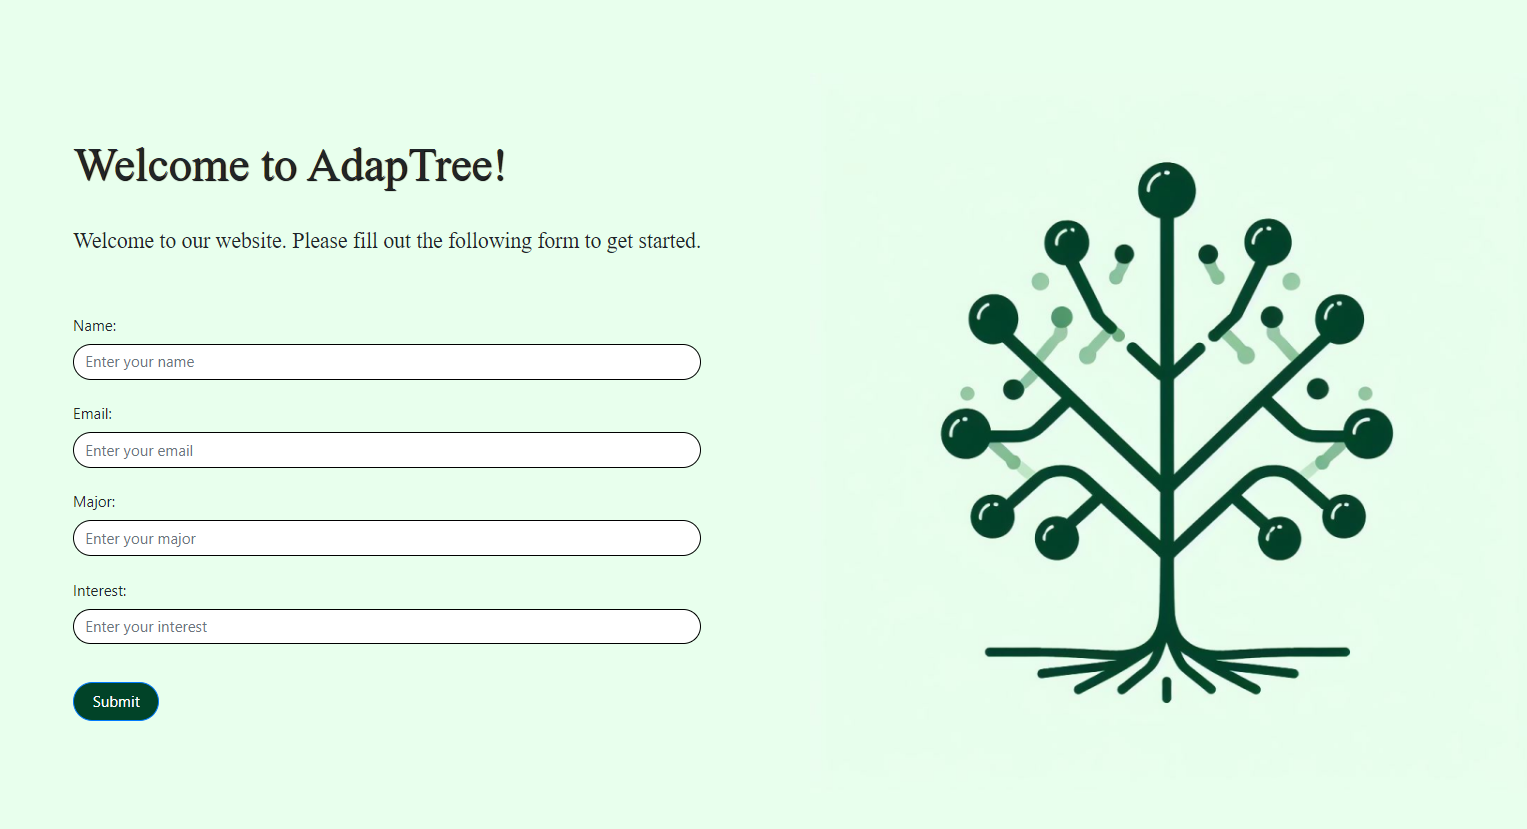 Welcome to AdapTree!
Welcome to our website. Please fill out the following form to get started.
Name:
Enter your name
Email:
Enter your email
Major:
Enter your major
Interest:
Enter your interest
Submit